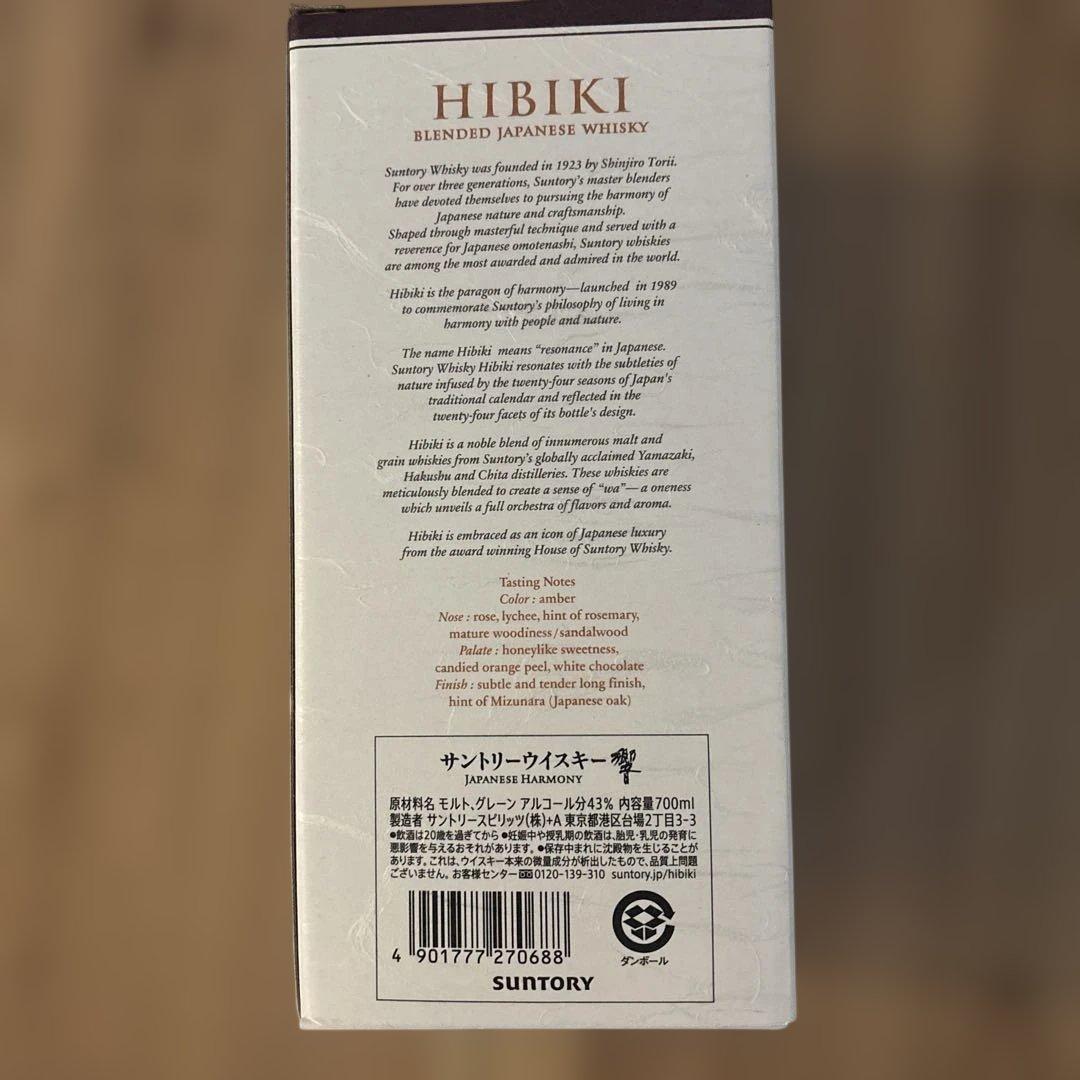 HIBIKI
BLENDED JAPANESE WHISKY
Suntory Whisky was founded in 1923 by Shinjiro Torii.
For over three generations, Suntory's master blenders
have devoted themselves to pursuing the harmony of
Japanese nature and craftsmanship.
Shaped through masterful technique and served with a
reverence for Japanese omotenashi, Suntory whiskies
are among the most awarded and admired in the world.
Hibiki is the paragon of harmony—launched in 1989
to commemorate Suntory's philosophy of living in
harmony with people and nature.
The name Hibiki means “resonance” in Japanese.
Suntory Whisky Hibiki resonates with the subtleties of
nature infused by the twenty-four seasons of Japan's
traditional calendar and reflected in the
twenty-four facets of its bottle's design.
Hibiki is a noble blend of innumerous malt and
grain whiskies from Suntory's globally acclaimed Yamazaki,
Hakushu and Chita distilleries. These whiskies are
meticulously blended to create a sense of “wa”—a oneness
which unveils a full orchestra of flavors and aroma.
Hibiki is embraced as an icon of Japanese luxury
from the award winning House of Suntory Whisky.
Tasting Notes
Color : amber
Nose : rose, lychee, hint of rosemary,
mature woodiness/sandalwood
Palate : honeylike sweetness,
candied orange peel, white chocolate
Finish : subtle and tender long finish,
hint of Mizunara (Japanese oak)
サントリーウイスキー響
JAPANESE HARMONY
原材料名 モルト、グレーン アルコール分43% 内容量700ml
製造者 サントリースピリッツ(株)+A 東京都港区台場2丁目3-3
●飲酒は20歳を過ぎてから ●妊娠中や授乳期の飲酒は、胎児・乳児の発育に
悪影響を与えるおそれがあります。●保存中まれに沈殿物を生じることが
あります。これは、ウイスキー本来の微量成分が析出したもので、品質上問題
ございません。お客様センター 0120-139-310 suntory.jp/hibiki
4 901777 270688
ダンボール
SUNTORY